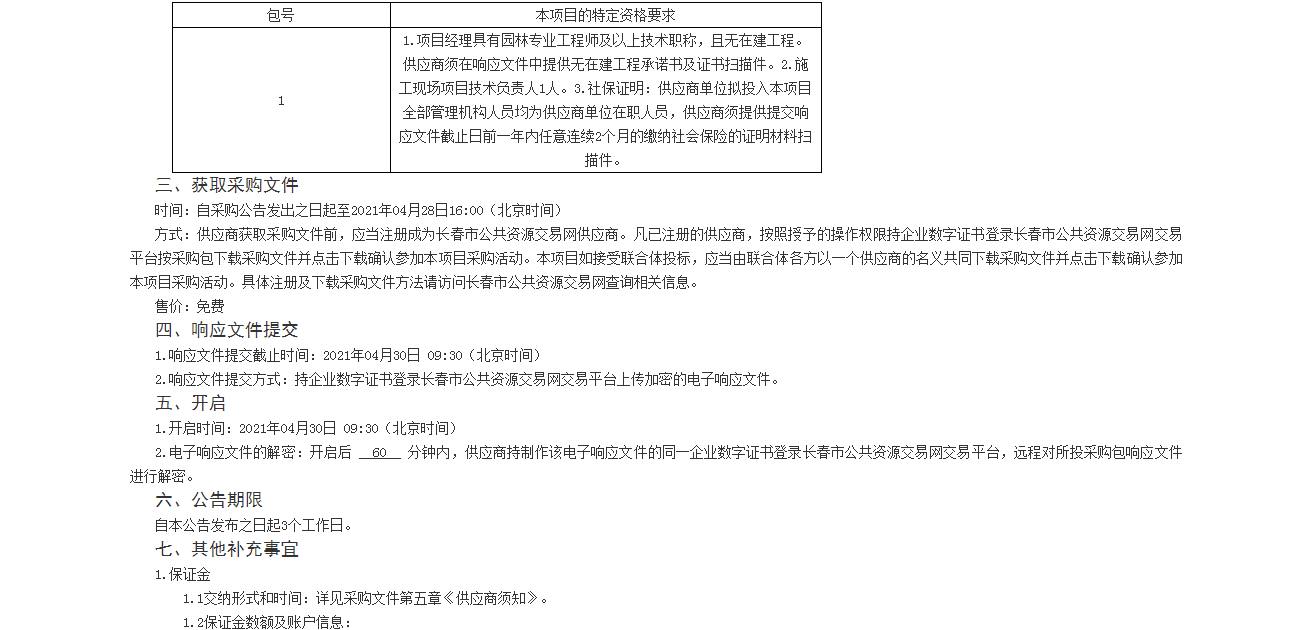 包号
本项目的特定资格要求
1
1.项目经理具有园林专业工程师及以上技术职称，且无在建工程。
供应商须在响应文件中提供无在建工程承诺书及证书扫描件。2.施
工现场项目技术负责人1人。3.社保证明：供应商单位拟投入本项目
全部管理机构人员均为供应商单位在职人员，供应商须提供提交响
应文件截止日前一年内任意连续2个月的缴纳社会保险的证明材料扫
描件。
三、获取采购文件
时间：自采购公告发出之日起至2021年04月28日16:00（北京时间）
方式：供应商获取采购文件前，应当注册成为长春市公共资源交易网供应商。凡已注册的供应商，按照授予的操作权限持企业数字证书登录长春市公共资源交易网交易
平台按采购包下载采购文件并点击下载确认参加本项目采购活动。本项目如接受联合体投标，应当由联合体各方以一个供应商的名义共同下载采购文件并点击下载确认参加
本项目采购活动。具体注册及下载采购文件方法请访问长春市公共资源交易网查询相关信息。
售价：免费
四、响应文件提交
1.响应文件提交截止时间：2021年04月30日 09:30（北京时间）
2.响应文件提交方式：持企业数字证书登录长春市公共资源交易网交易平台上传加密的电子响应文件。
五、开启
1.开启时间：2021年04月30日 09:30（北京时间）
2.电子响应文件的解密：开启后 60 分钟内，供应商持制作该电子响应文件的同一企业数字证书登录长春市公共资源交易网交易平台，远程对所投采购包响应文件
进行解密。
六、公告期限
自本公告发布之日起3个工作日。
七、其他补充事宜
1.保证金
1.1交纳形式和时间：详见采购文件第五章《供应商须知》。
1.2保证金数额及账户信息：